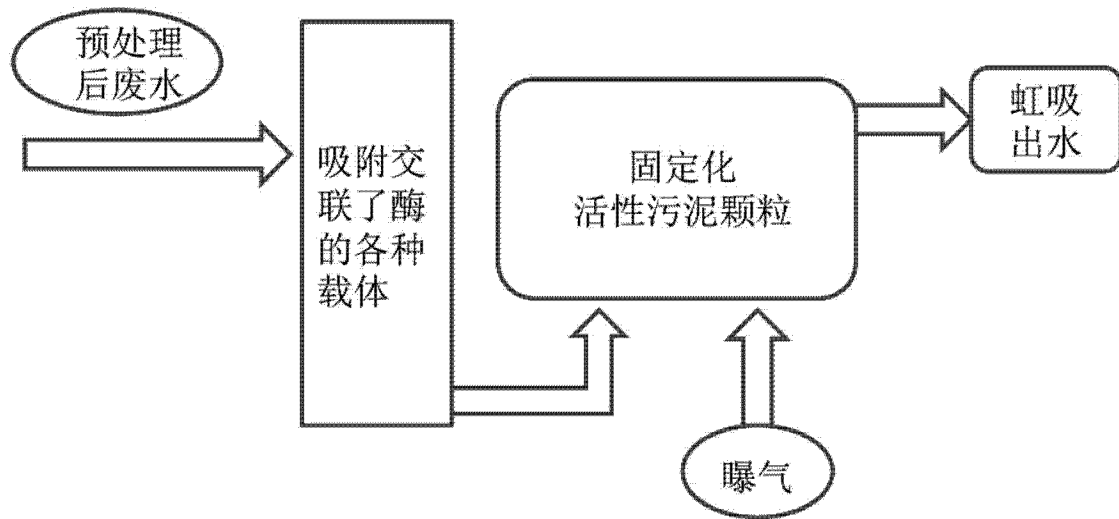 预处理
后废水
吸附交
联了酶
的各种
载体
固定化
活性污泥颗粒
虹吸
出水
曝气